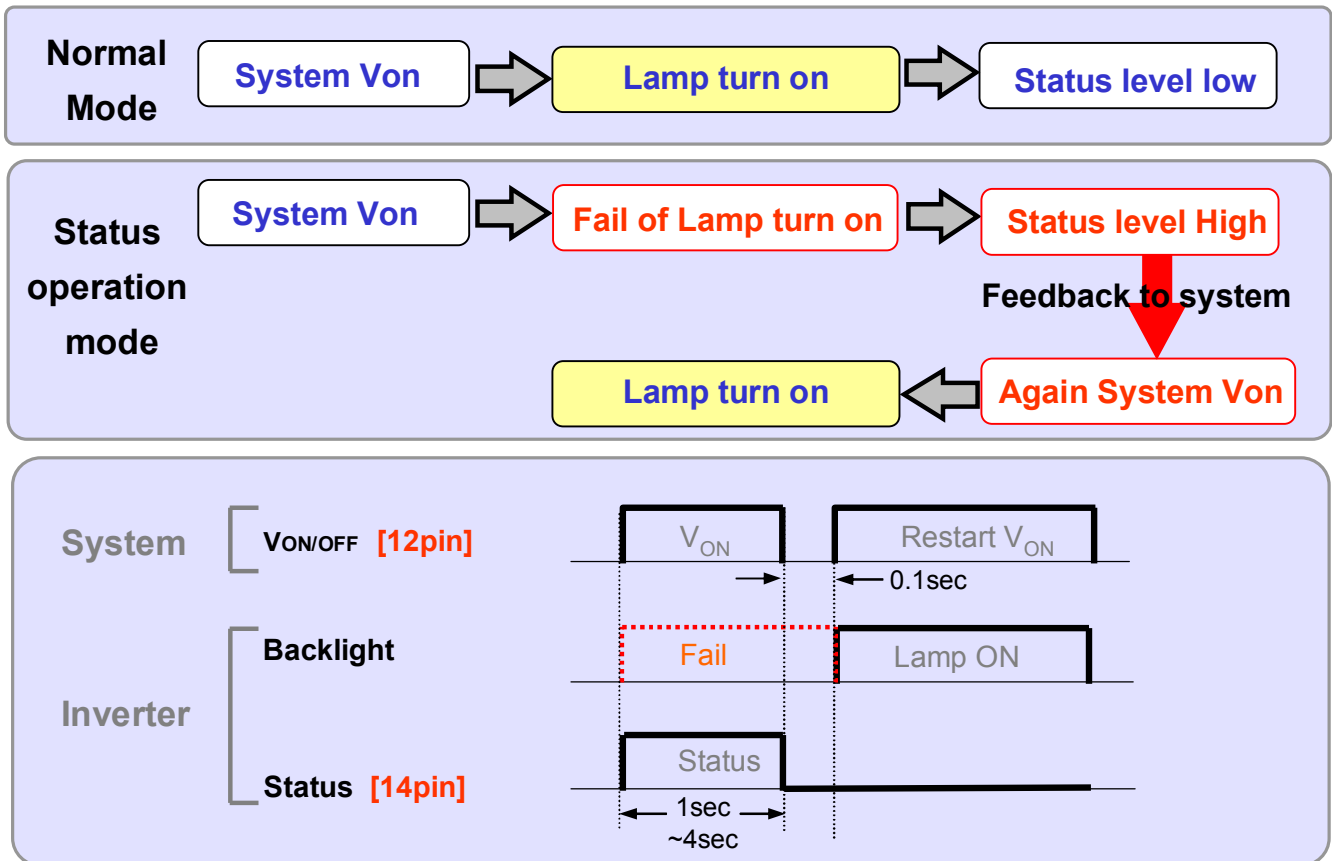 Normal
Mode
System Von
Lamp turn on
Status level low
Status
operation
mode
System Von
Fail of Lamp turn on
Status level High
Feedback to system
Lamp turn on
Again System Von
System
VON/OFF [12pin]
VON
Restart VON
0.1sec
Inverter
Backlight
Fail
Lamp ON
Status [14pin]
Status
1sec
~4sec